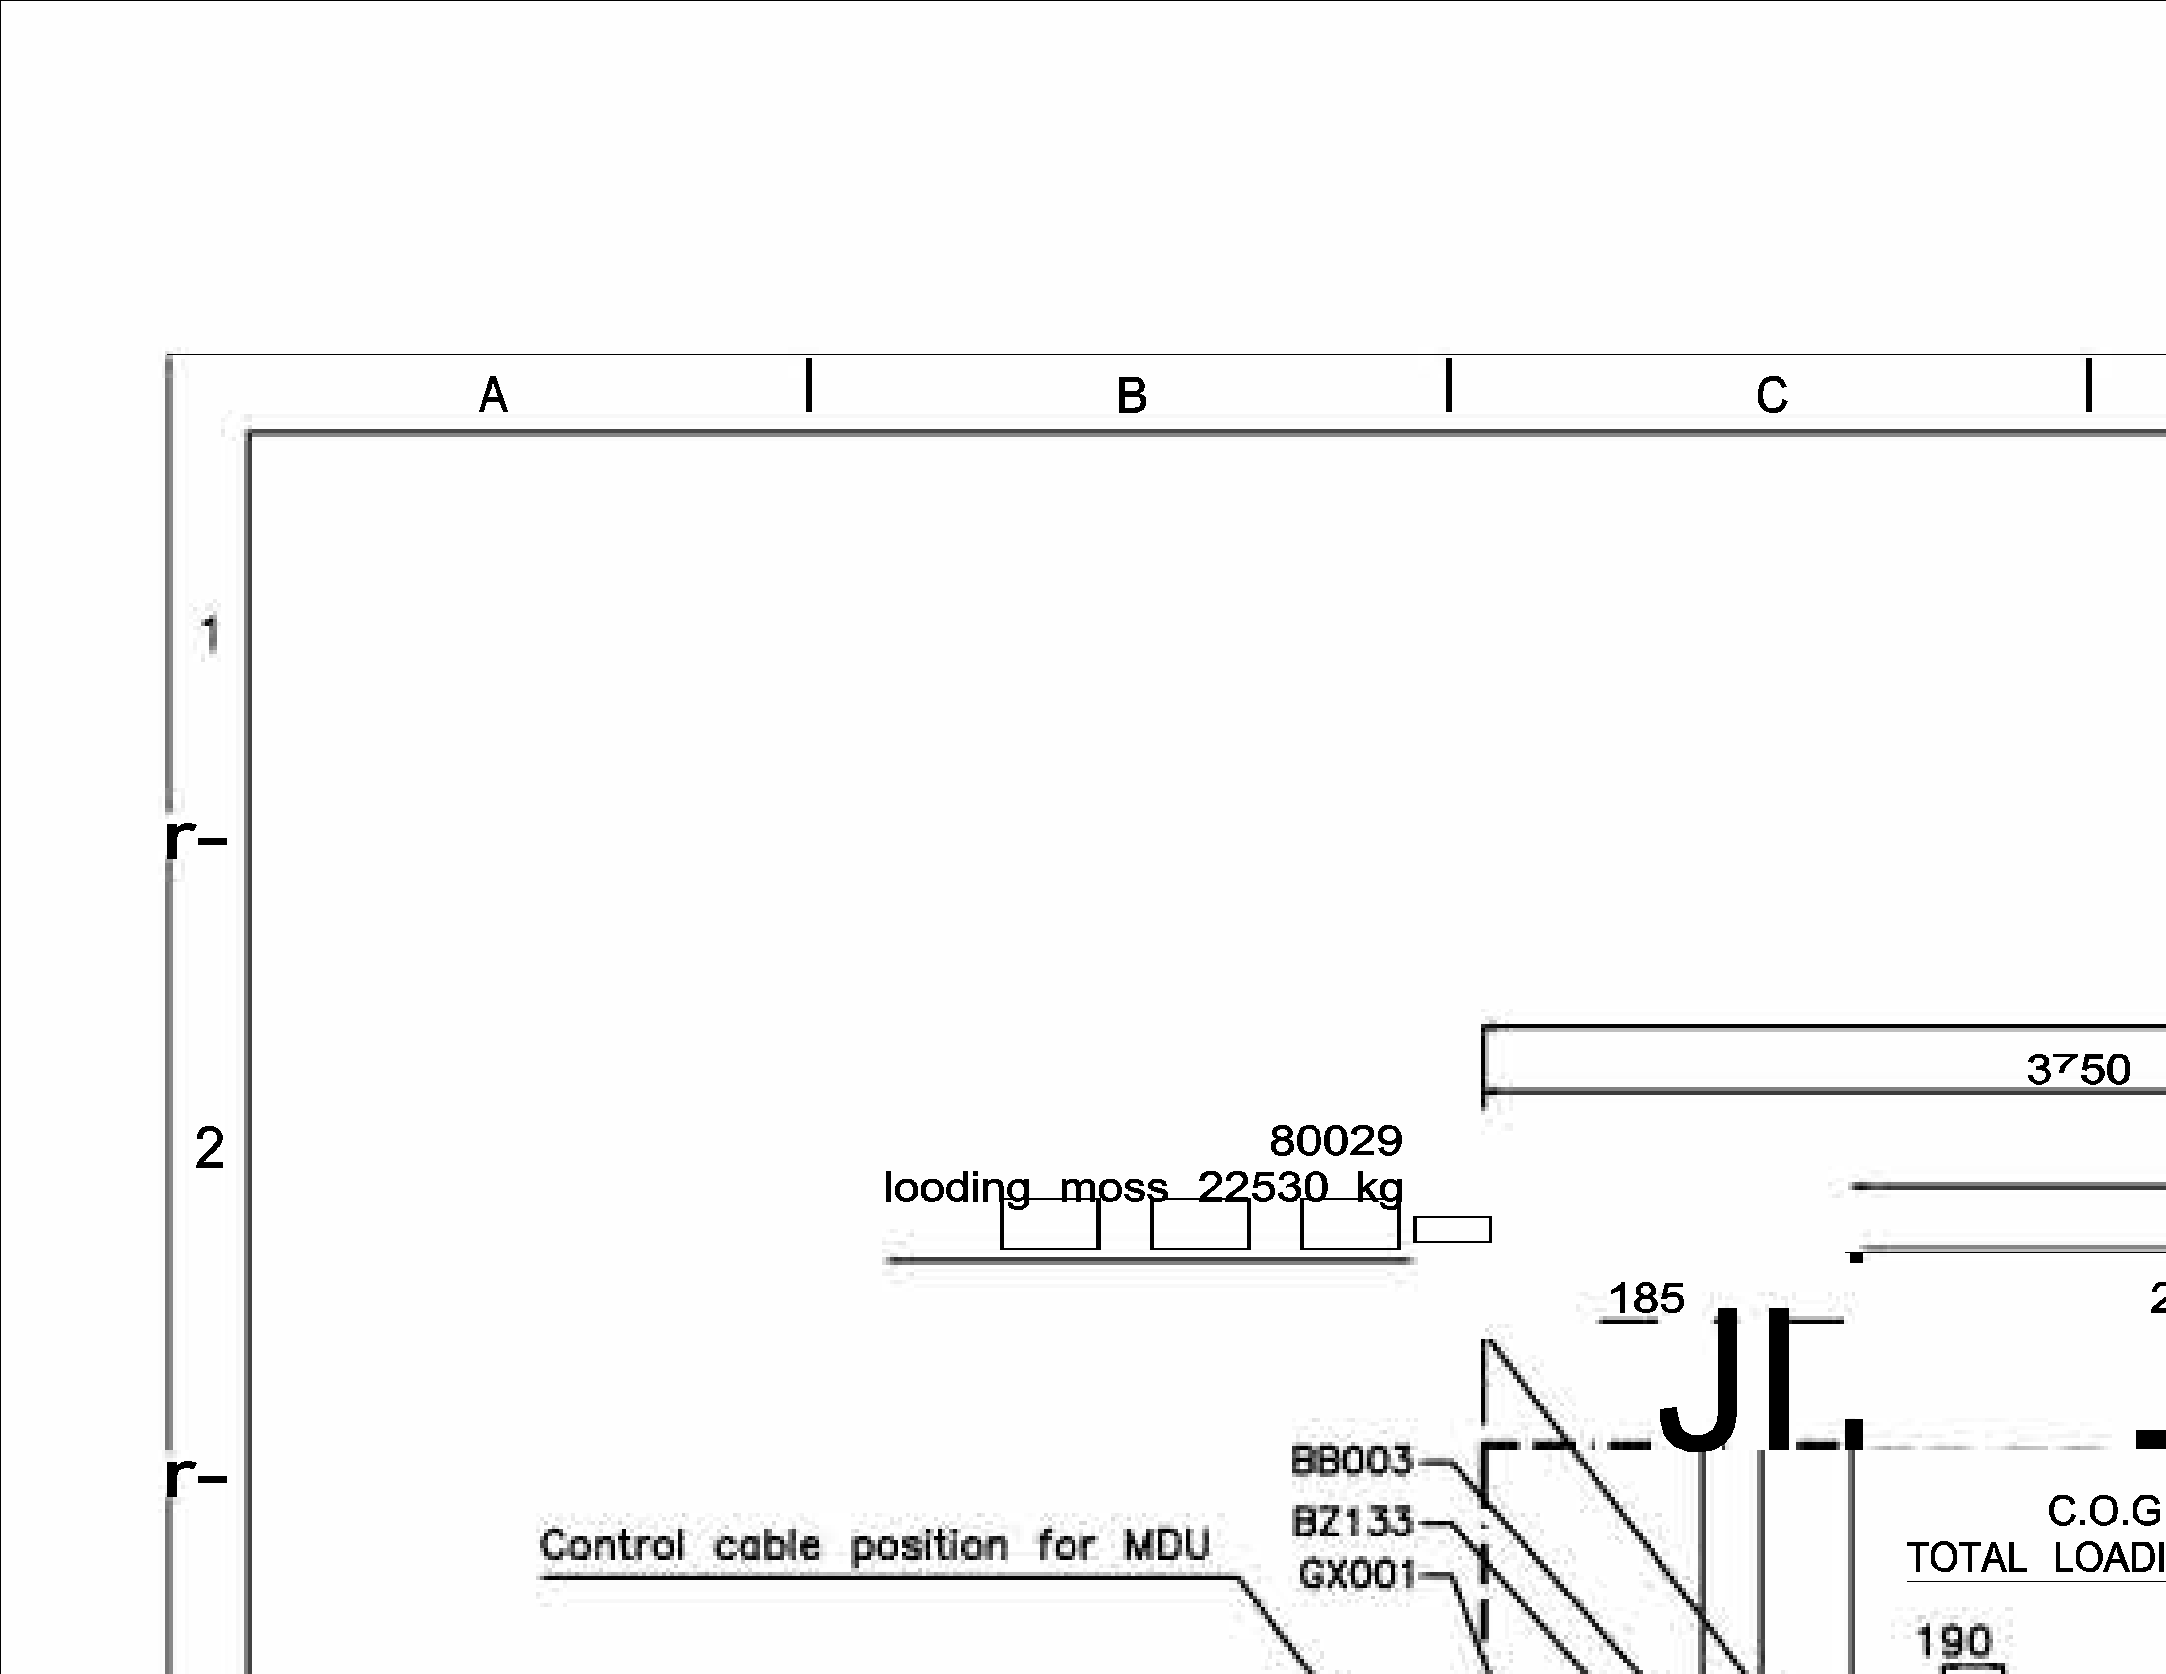 A B C
1
r-
3750
80029
2
looding moss 22530 kg
185
JI.
BB003
C.O.G
BZ133
r-
Control cable position for MDU
TOTAL LOADI
GX001
190